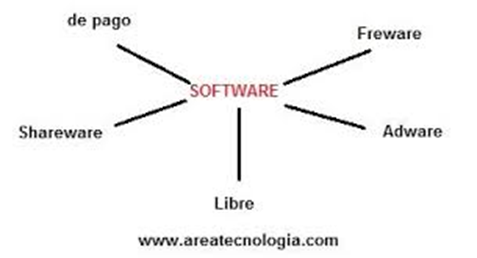 de pago
Freware
SOFTWARE
Shareware
Adware
Libre
www.areatecnologia.com